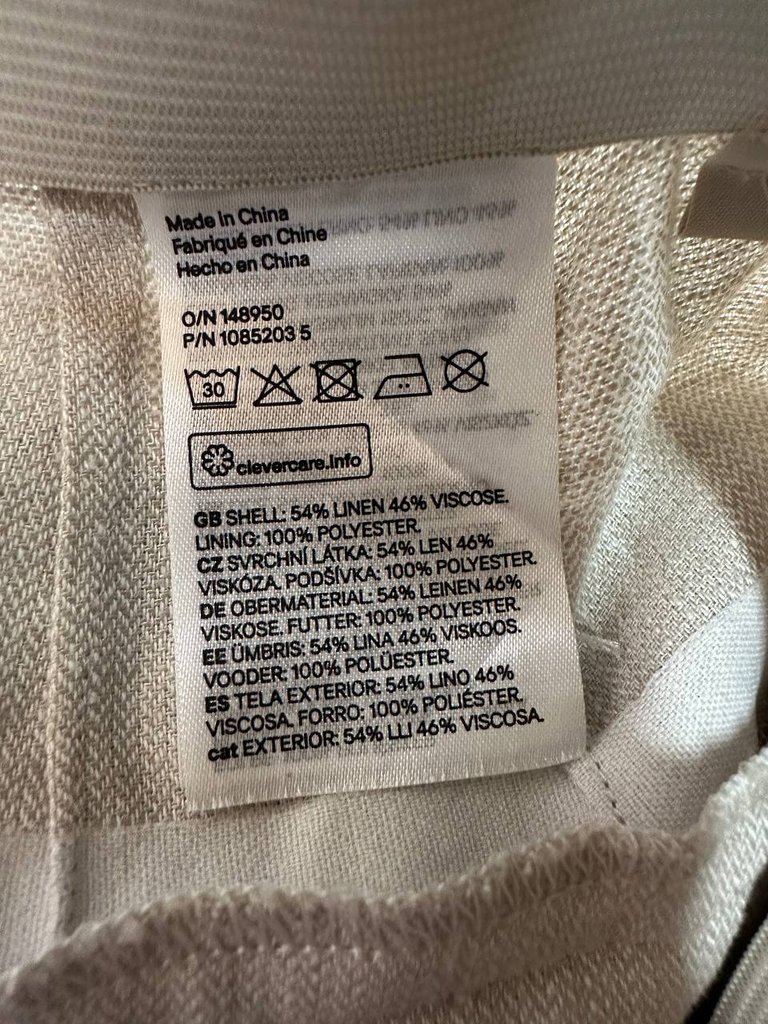 Made in China
Fabriqué en Chine
Hecho en China
O/N 148950
P/N 1085203 5
30
clevercare.info
GB SHELL: 54% LINEN 46% VISCOSE.
LINING: 100% POLYESTER.
CZ SVRCHNÍ LÁTKA: 54% LEN 46%
VISKÓZA. PODŠÍVKA: 100% POLYESTER.
DE OBERMATERIAL: 54% LEINEN 46%
VISKOSE. FUTTER: 100% POLYESTER.
EE ÜMBRIS: 54% LINA 46% VISKOOS.
VOODER: 100% POLÜESTER.
ES TELA EXTERIOR: 54% LINO 46%
VISCOSA. FORRO: 100% POLIÉSTER.
cat EXTERIOR: 54% LLI 46% VISCOSA.